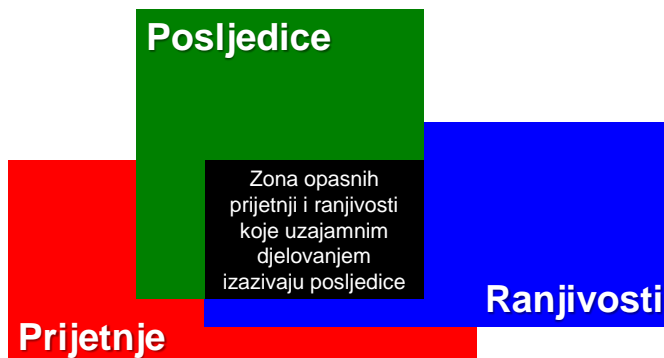 Posljedice
Zona opasnih
prijetnji i ranjivosti
koje uzajamnim
djelovanjem
izazivaju posljedice
Ranjivosti
Prijetnje